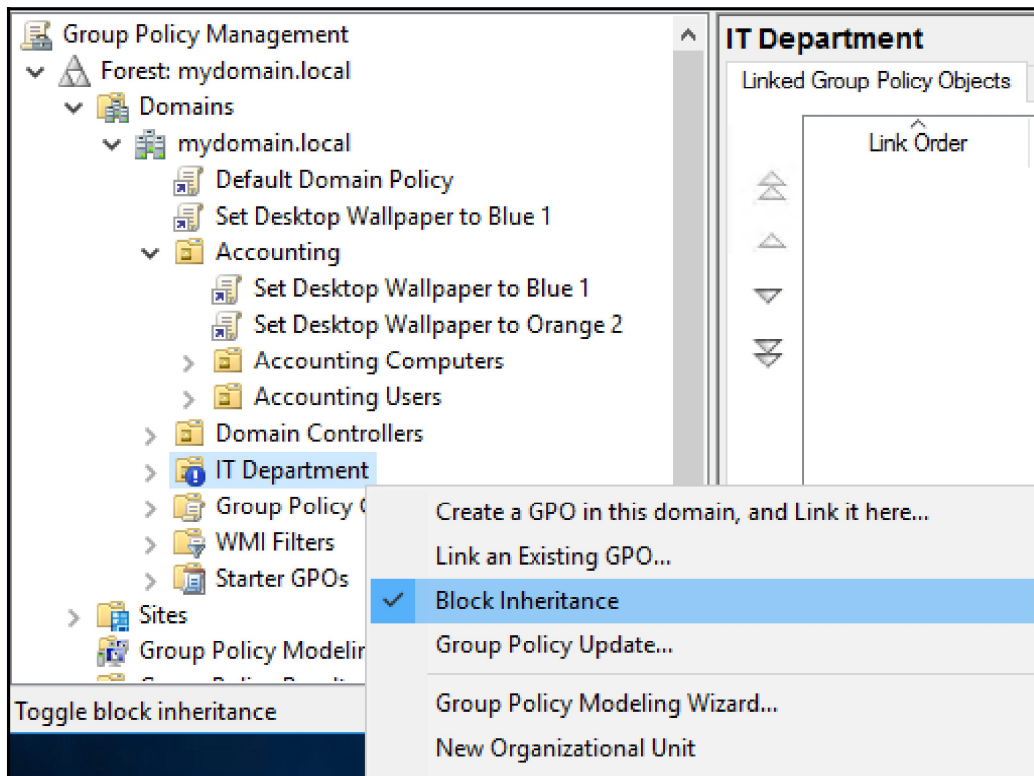 Group Policy Management
Forest: mydomain.local
Domains
mydomain.local
Default Domain Policy
Set Desktop Wallpaper to Blue 1
Accounting
Set Desktop Wallpaper to Blue 1
Set Desktop Wallpaper to Orange 2
Accounting Computers
Accounting Users
Domain Controllers
IT Department
Group Policy
WMI Filters
Starter GPOs
Sites
Group Policy
Toggle block inheritance
IT Department
Linked Group Policy Objects
Link Order
Create a GPO in this domain, and Link it here...
Link an Existing GPO...
Block Inheritance
Group Policy Update...
Group Policy Modeling Wizard...
New Organizational Unit